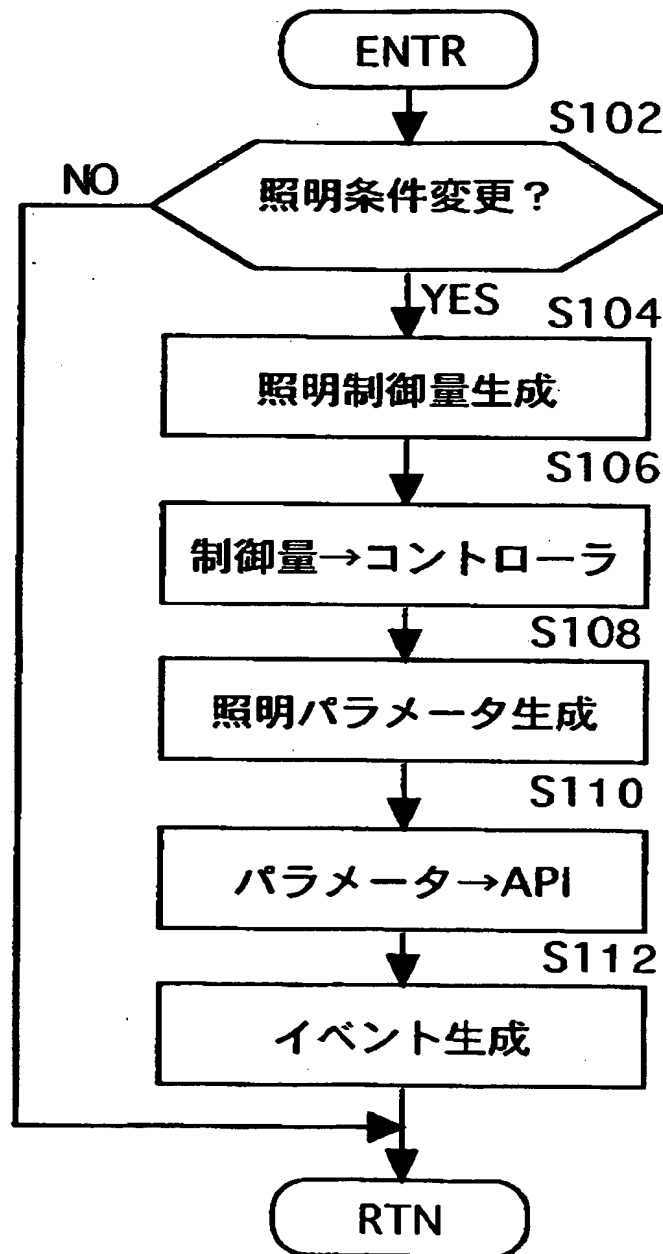 ENTR
S102
NO
照明条件変更?
YES
S104
照明制御量生成
S106
制御量→コントローラ
S108
照明パラメータ生成
S110
パラメータ→API
S112
イベント生成
RTN